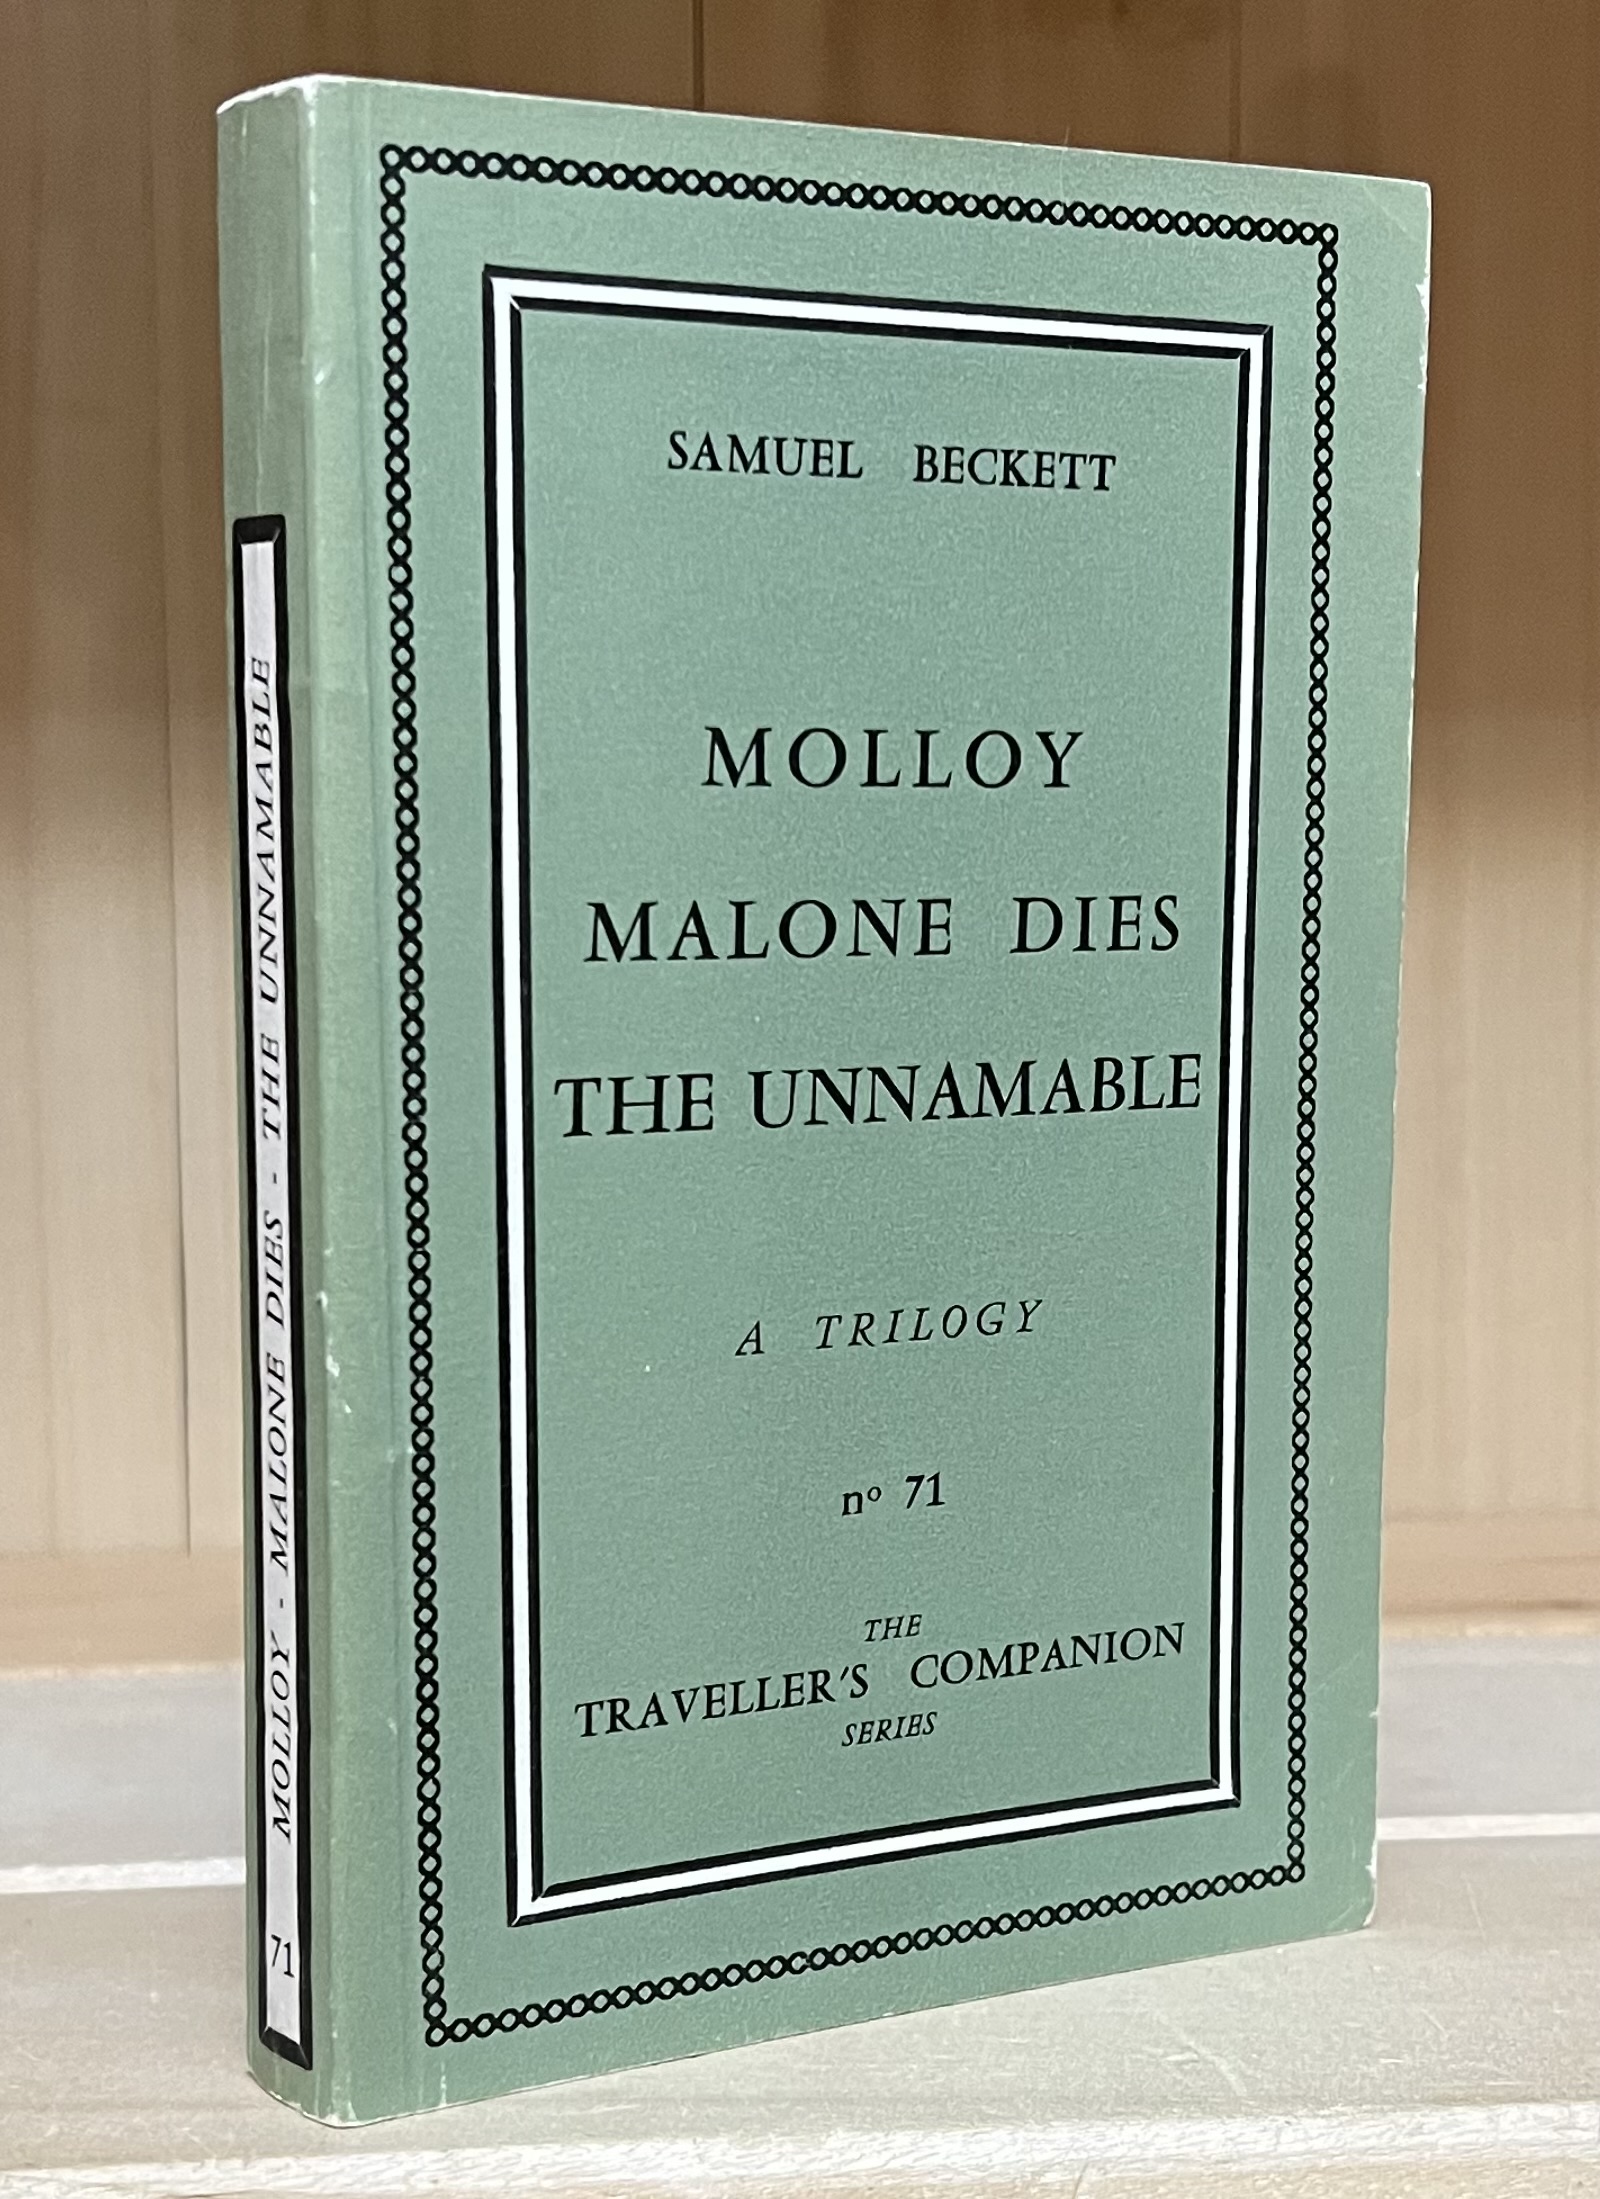 SAMUEL BECKETT
MOLLOY
MALONE DIES
THE UNNAMABLE
A TRILOGY
nº 71
THE
TRAVELLER'S COMPANION
SERIES
71 MOLLOY - MALONE DIES - THE UNNAMABLE